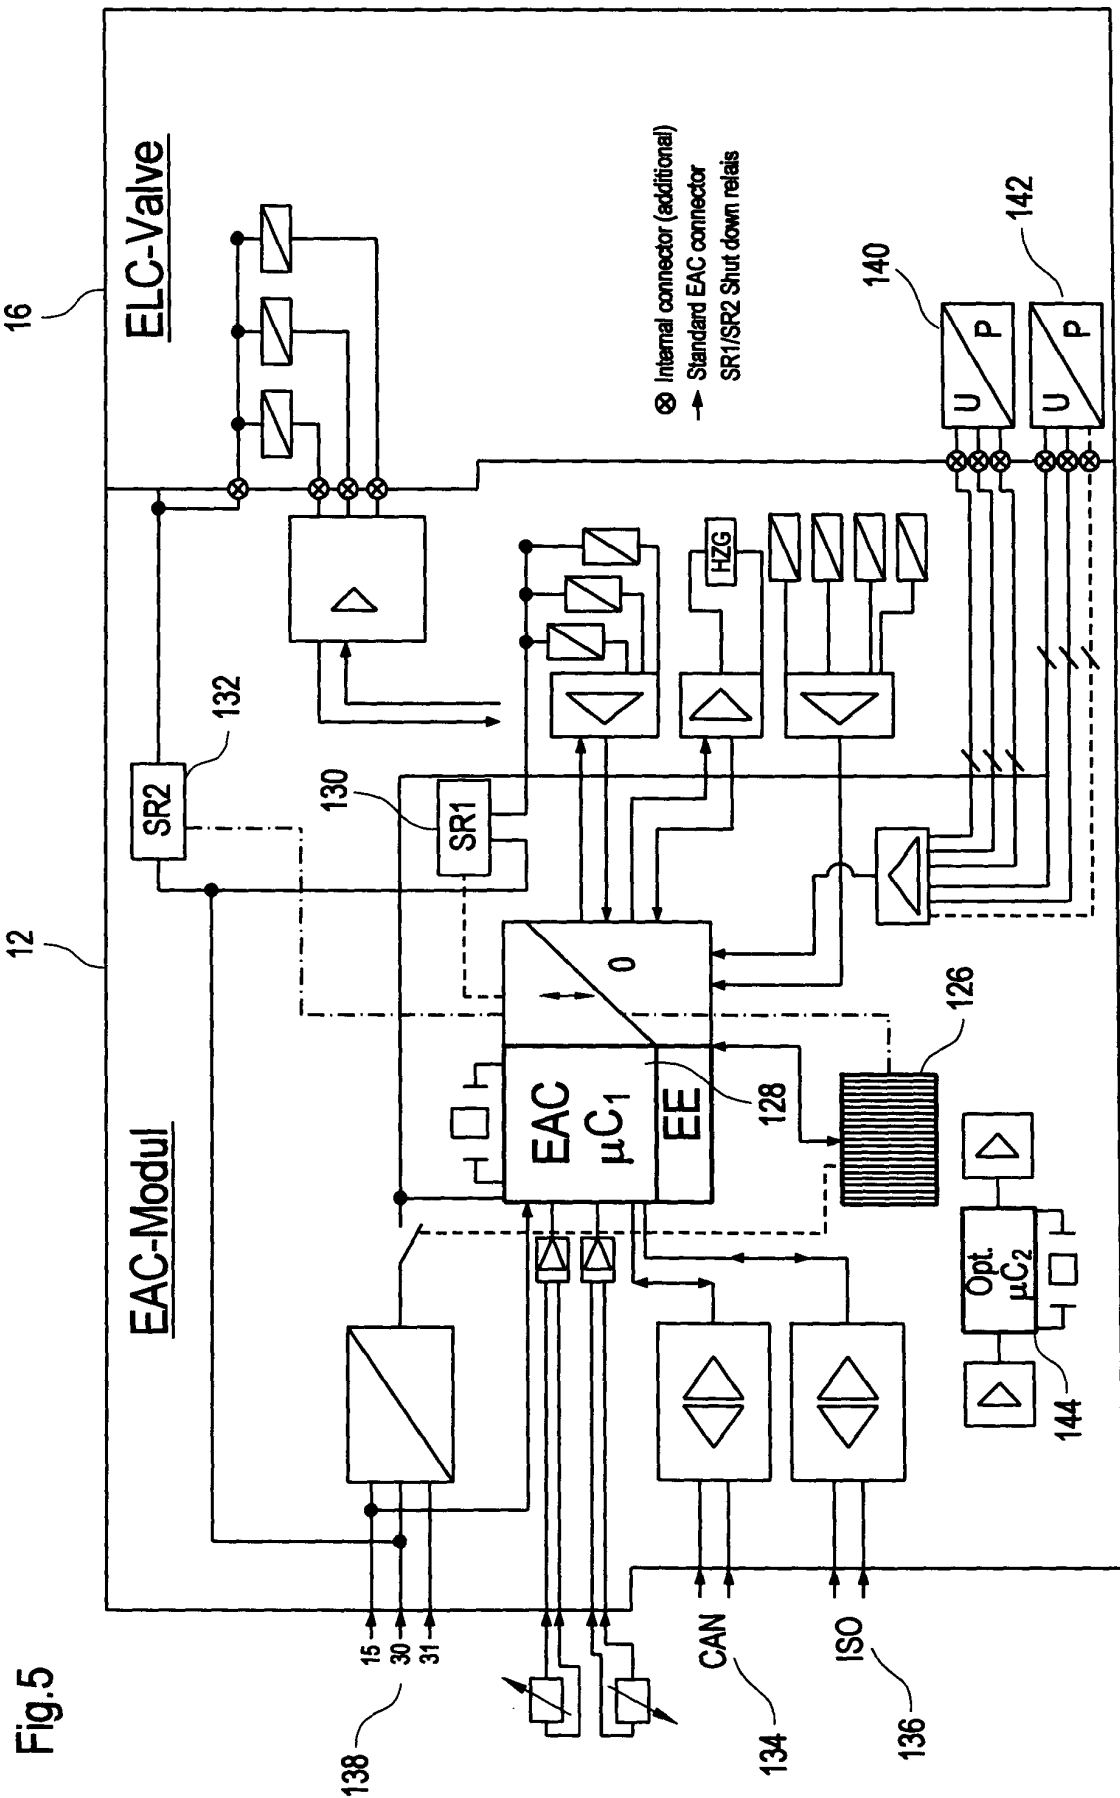 Fig.5
12
16
EAC-Modul
ELC-Valve
SR2
132
130
SR1
138
15
30
31
EAC
µC₁
EE
0
128
126
HZG
⊗ Internal connector (additional)
→ Standard EAC connector
SR1/SR2 Shut down relais
140
U
P
142
U
P
CAN
134
ISO
136
Opt.
µC₂
144